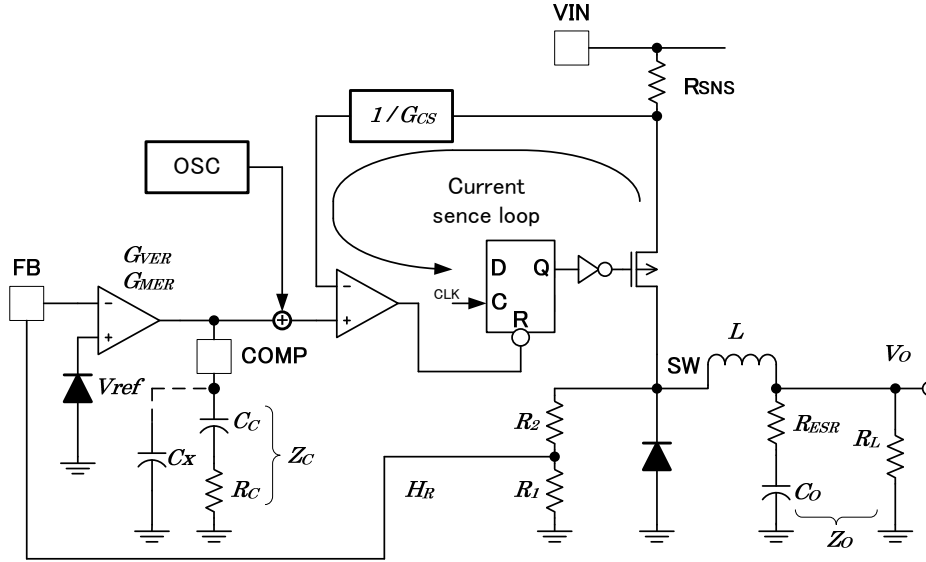 VIN
RSNS
1/GCS
OSC
Current
sence loop
GVER
GMER
FB
D Q
CLK
C
R
COMP
Vref
SW
L
VO
CC
Cx
ZC
RC
R2
R1
HR
RESR
RL
CO
ZO